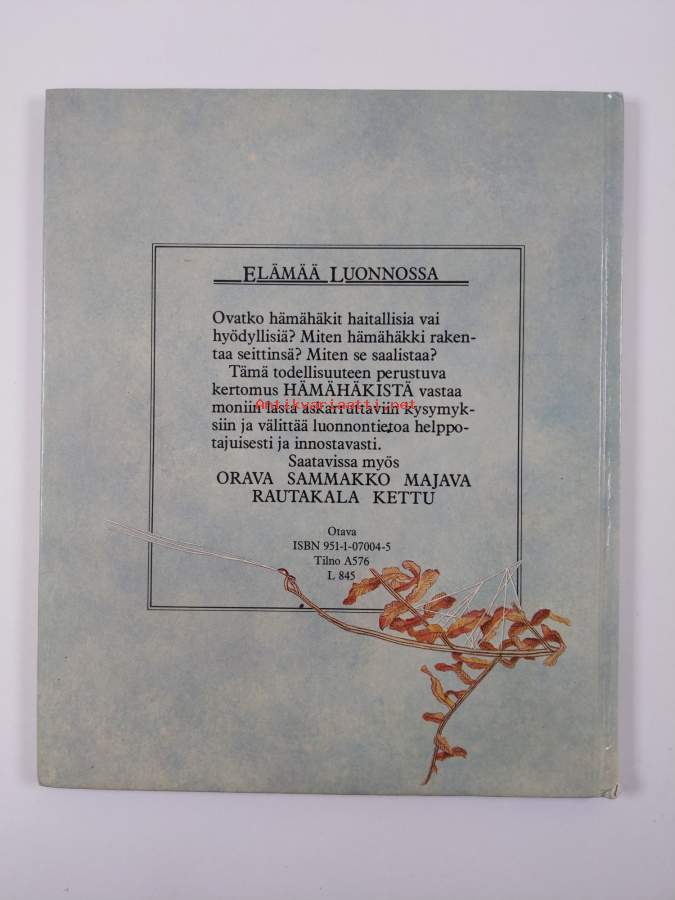 ELÄMÄÄ LUONNOSSA
Ovatko hämähäkit haitallisia vai
hyödyllisiä? Miten hämähäkki raken-
taa seittinsä? Miten se saalistaa?
Tämä todellisuuteen perustuva
kertomus HÄMÄHÄKISTÄ vastaa
Antikvariaatti.net
moniin lasta askarruttaviin kysymyk-
siin ja välittää luonnontietoa helppo-
tajuisesti ja innostavasti.
Saatavissa myös
ORAVA SAMMAKKO MAJAVA
RAUTAKALA KETTU
Otava
ISBN 951-1-07004-5
Tilno A576
L 845